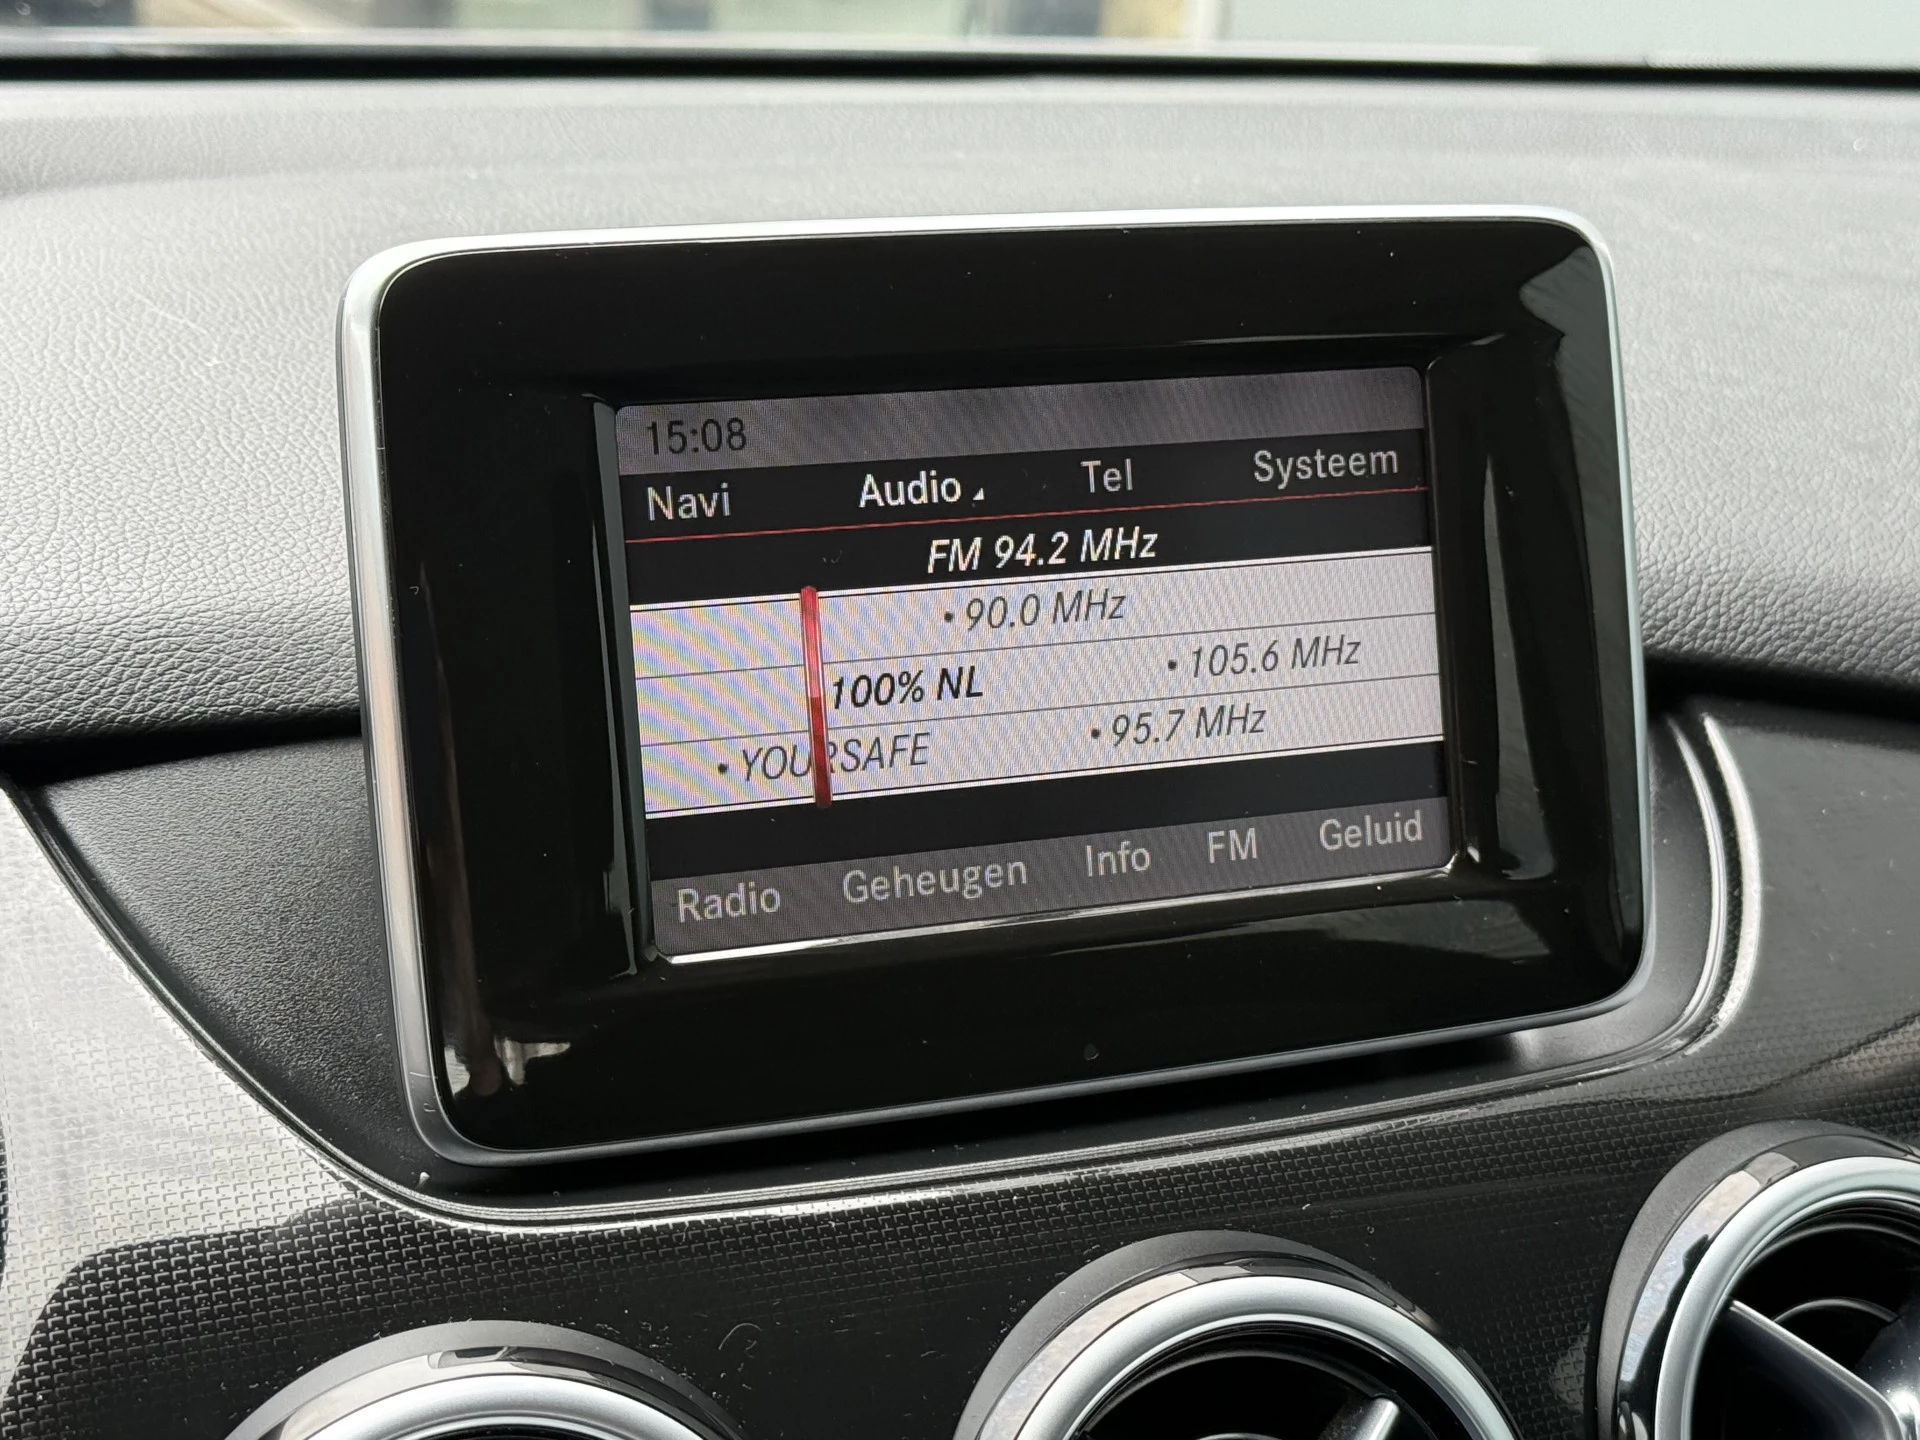 15:08
Navi Audio Tel Systeem
FM 94.2 MHz
• 90.0 MHz
100% NL • 105.6 MHz
• YOURSAFE • 95.7 MHz
Radio Geheugen Info FM Geluid